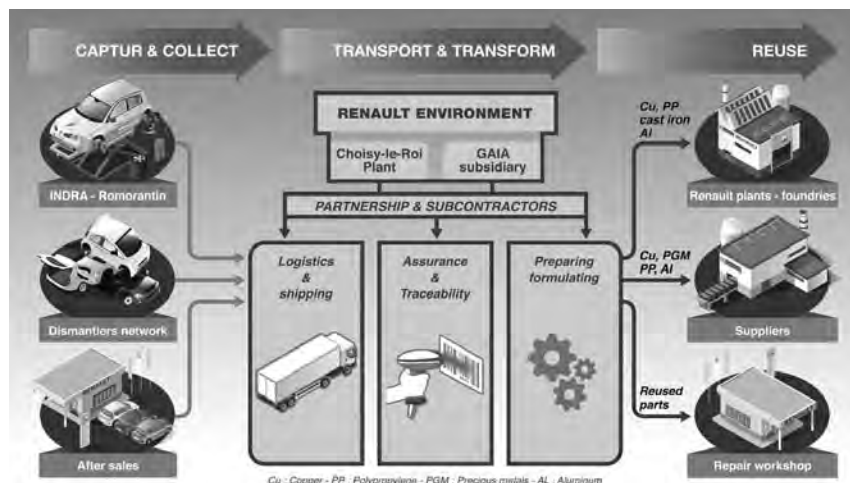 CAPTUR & COLLECT
TRANSPORT & TRANSFORM
REUSE
INDRA - Romorantin
Dismantlers network
After sales
RENAULT ENVIRONMENT
Choisy-le-Roi
Plant
GAIA
subsidiary
PARTNERSHIP & SUBCONTRACTORS
Logistics
&
shipping
Assurance
&
Traceability
Preparing
formulating
Cu, PP
cast iron
Al
Renault plants - foundries
Cu, PGM
PP, Al
Suppliers
Reused
parts
Repair workshop
Cu : Copper - PP : Polypropylene - PGM : Precious metals - AL : Aluminum